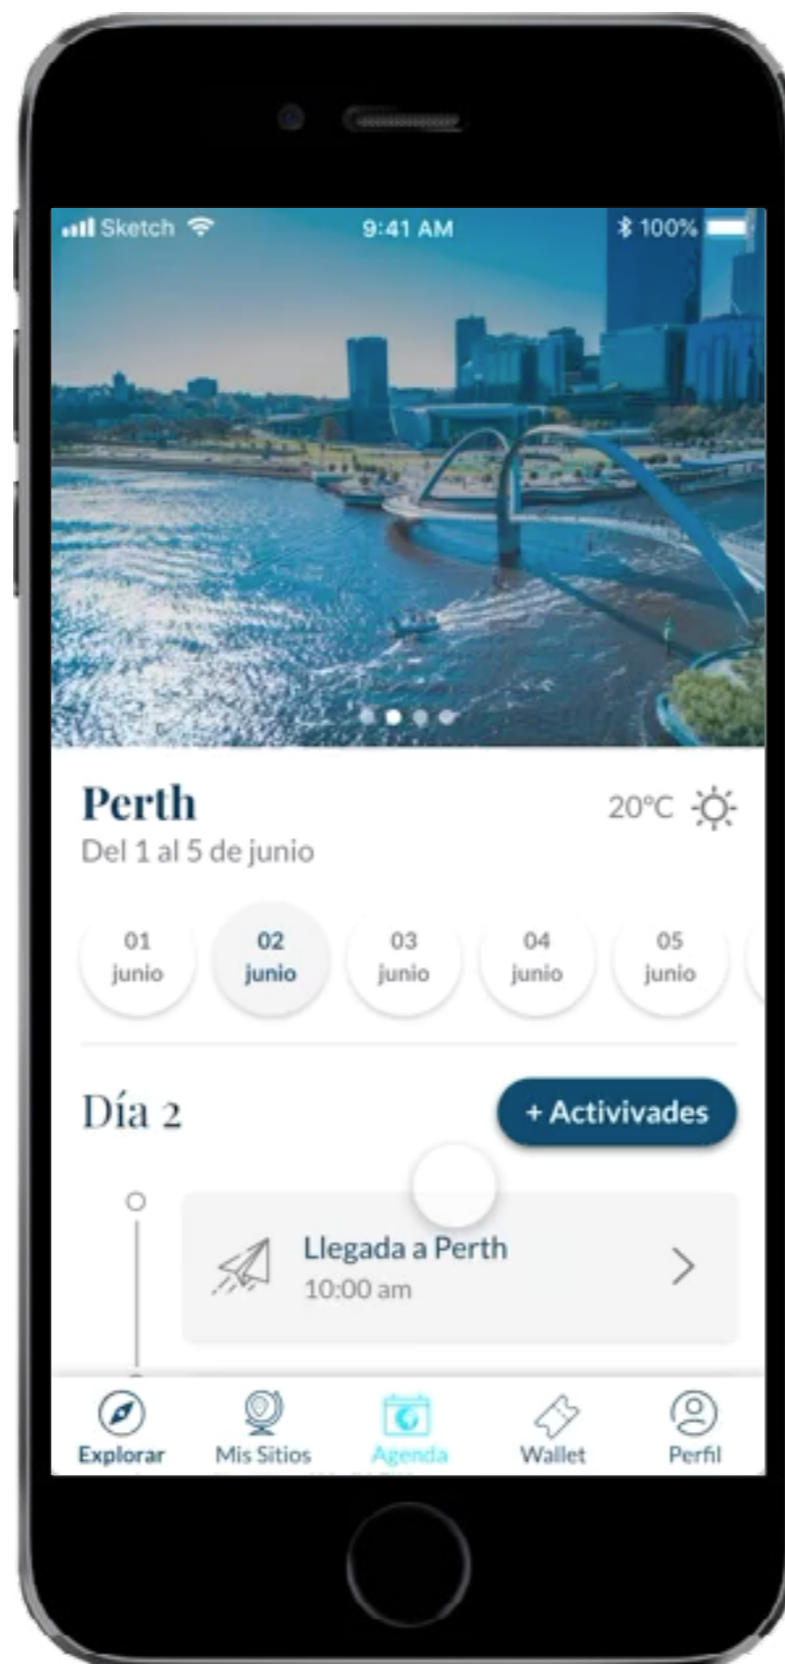 Sketch 9:41 AM 100%
Perth 20°C
Del 1 al 5 de junio
01 02 03 04 05
junio junio junio junio junio
Día 2 + Activivades
Llegada a Perth
10:00 am
Explorar Mis Sitios Agenda Wallet Perfil